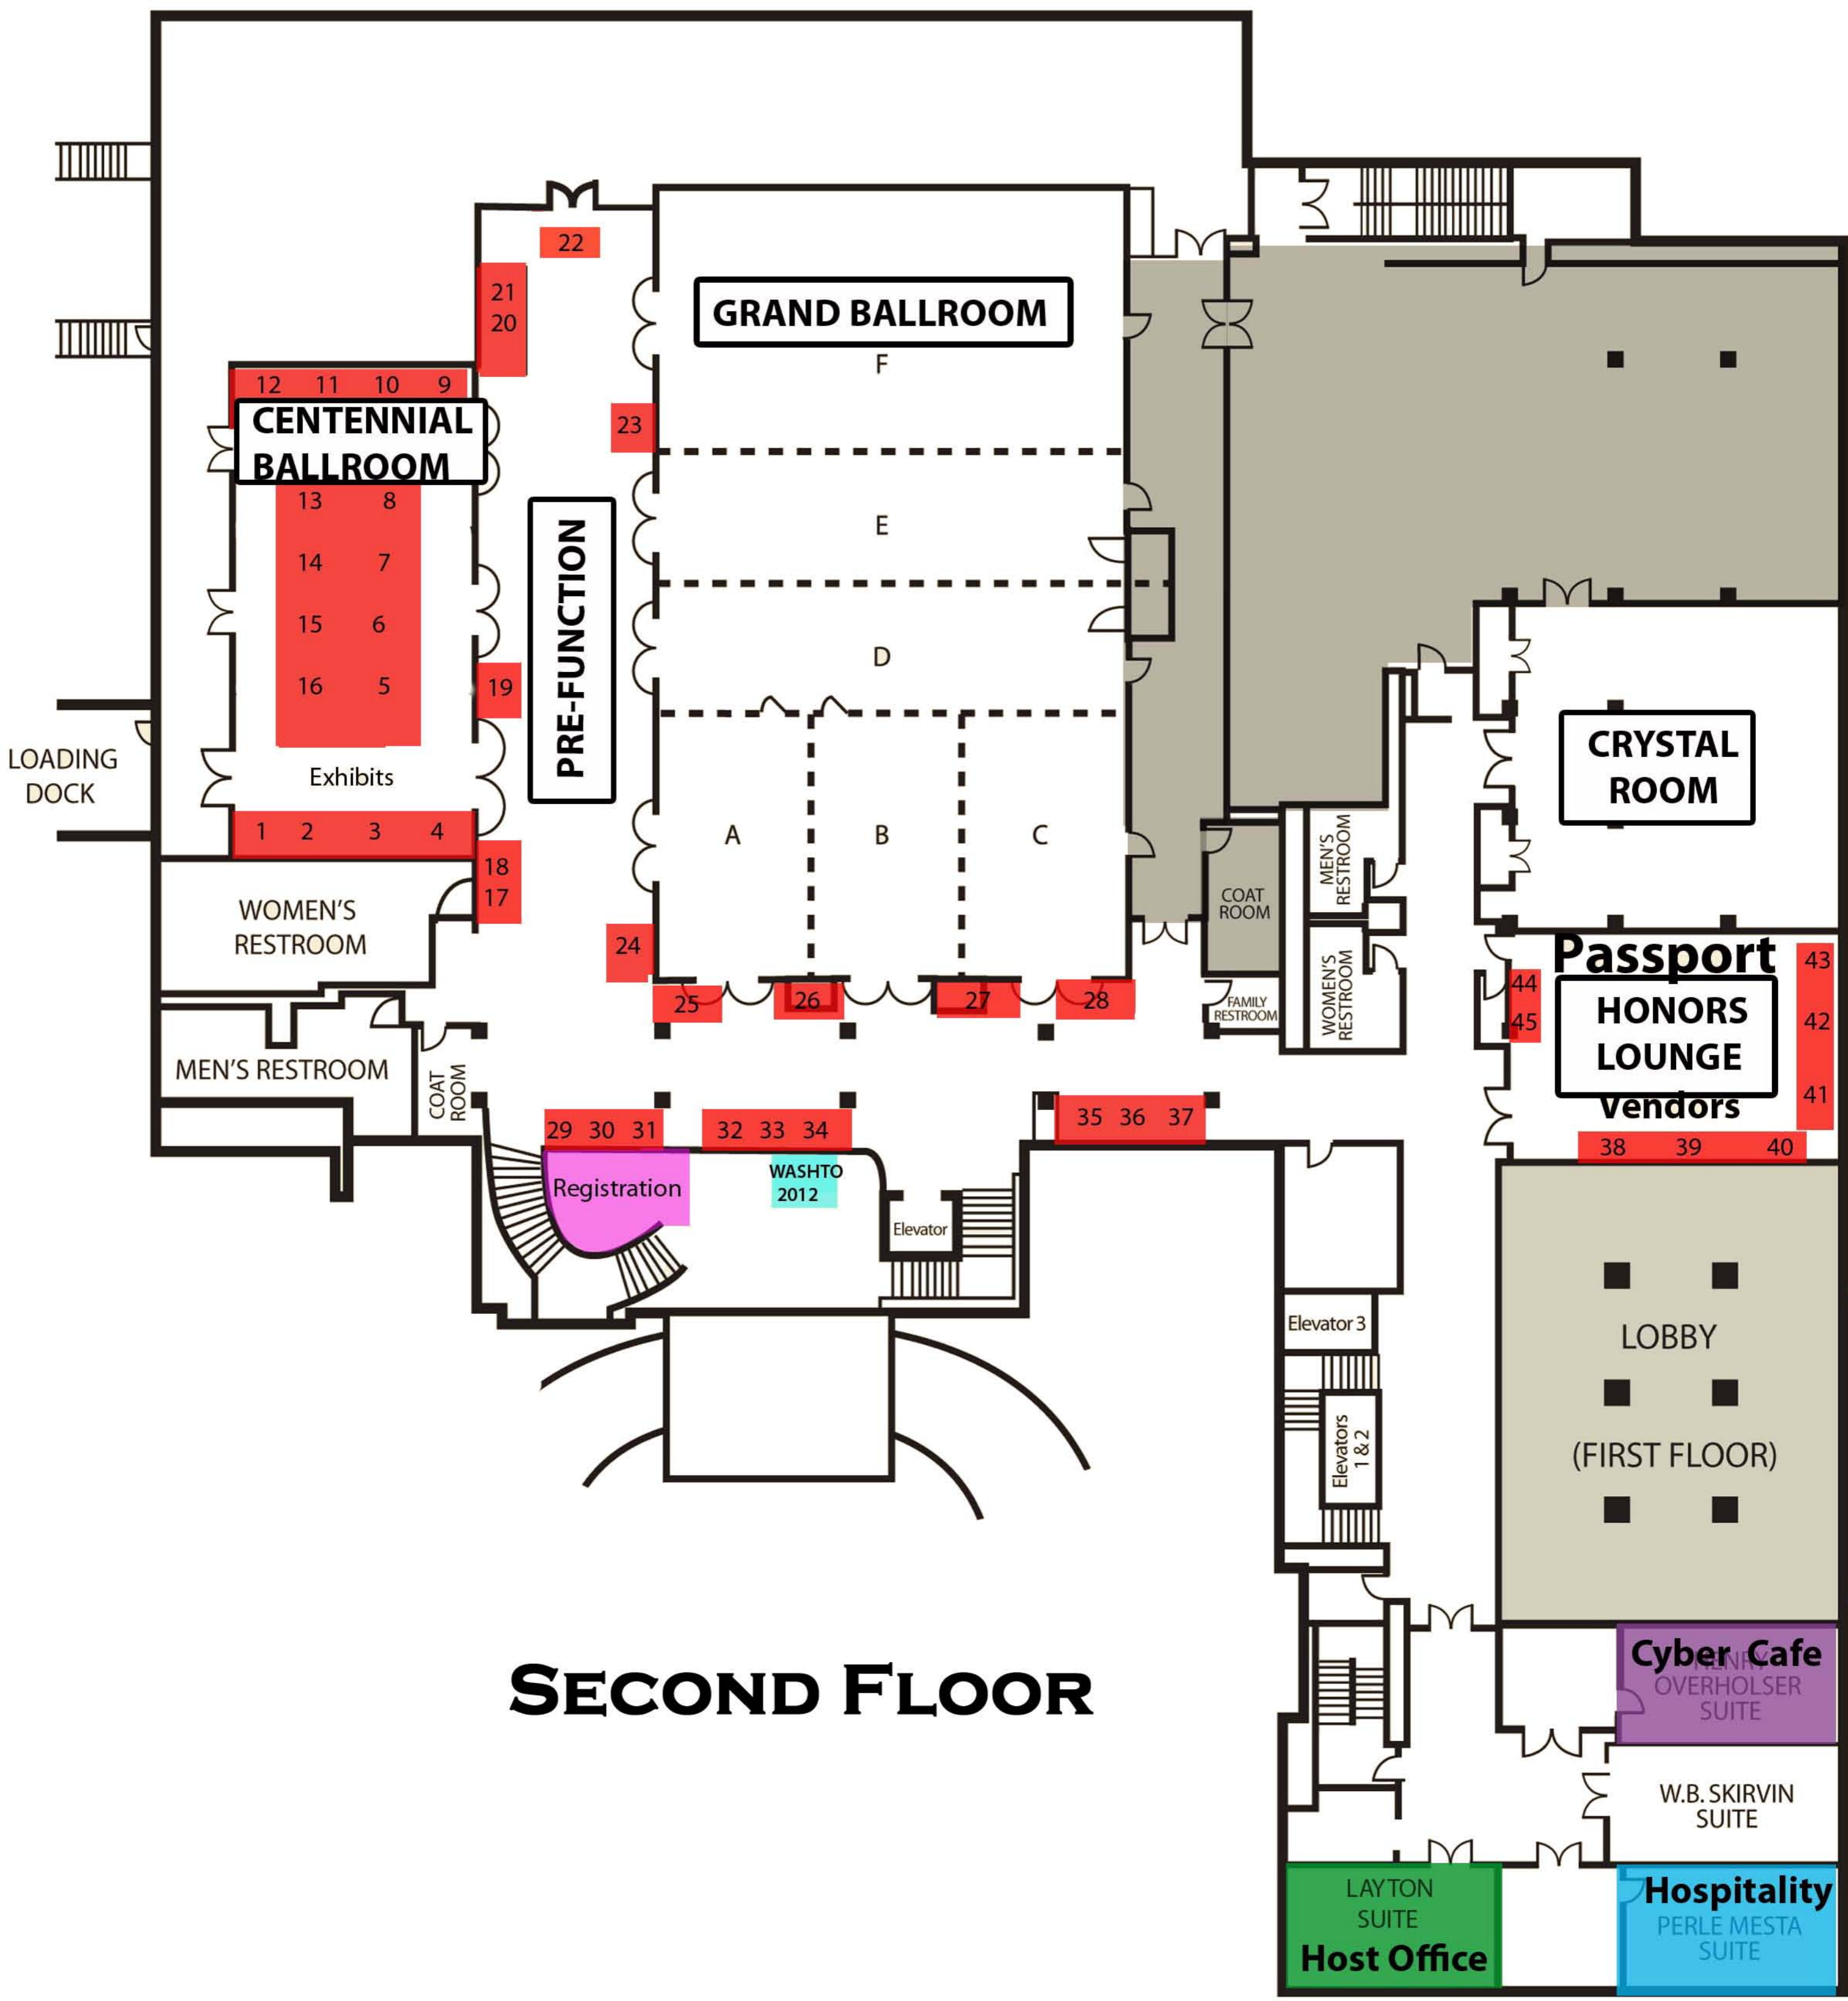 22
21
20
GRAND BALLROOM
F
12 11 10 9
CENTENNIAL
BALLROOM
23
13 8
14 7
15 6
16 5
Exhibits
1 2 3 4
E
PRE-FUNCTION
D
19
LOADING
DOCK
A B C
18
17
WOMEN'S
RESTROOM
24
25 26 27 28
MEN'S RESTROOM
COAT
ROOM
COAT
ROOM
FAMILY
RESTROOM
MEN'S
RESTROOM
WOMEN'S
RESTROOM
CRYSTAL
ROOM
Passport
HONORS
LOUNGE
Vendors
43
42
41
44
45
38 39 40
29 30 31 32 33 34
35 36 37
Registration
WASHTO
2012
Elevator
Elevator 3
Elevators
1 & 2
LOBBY
(FIRST FLOOR)
SECOND FLOOR
Cyber Cafe
HENRY
OVERHOLSER
SUITE
W.B. SKIRVIN
SUITE
LAYTON
SUITE
Host Office
Hospitality
PERLE MESTA
SUITE